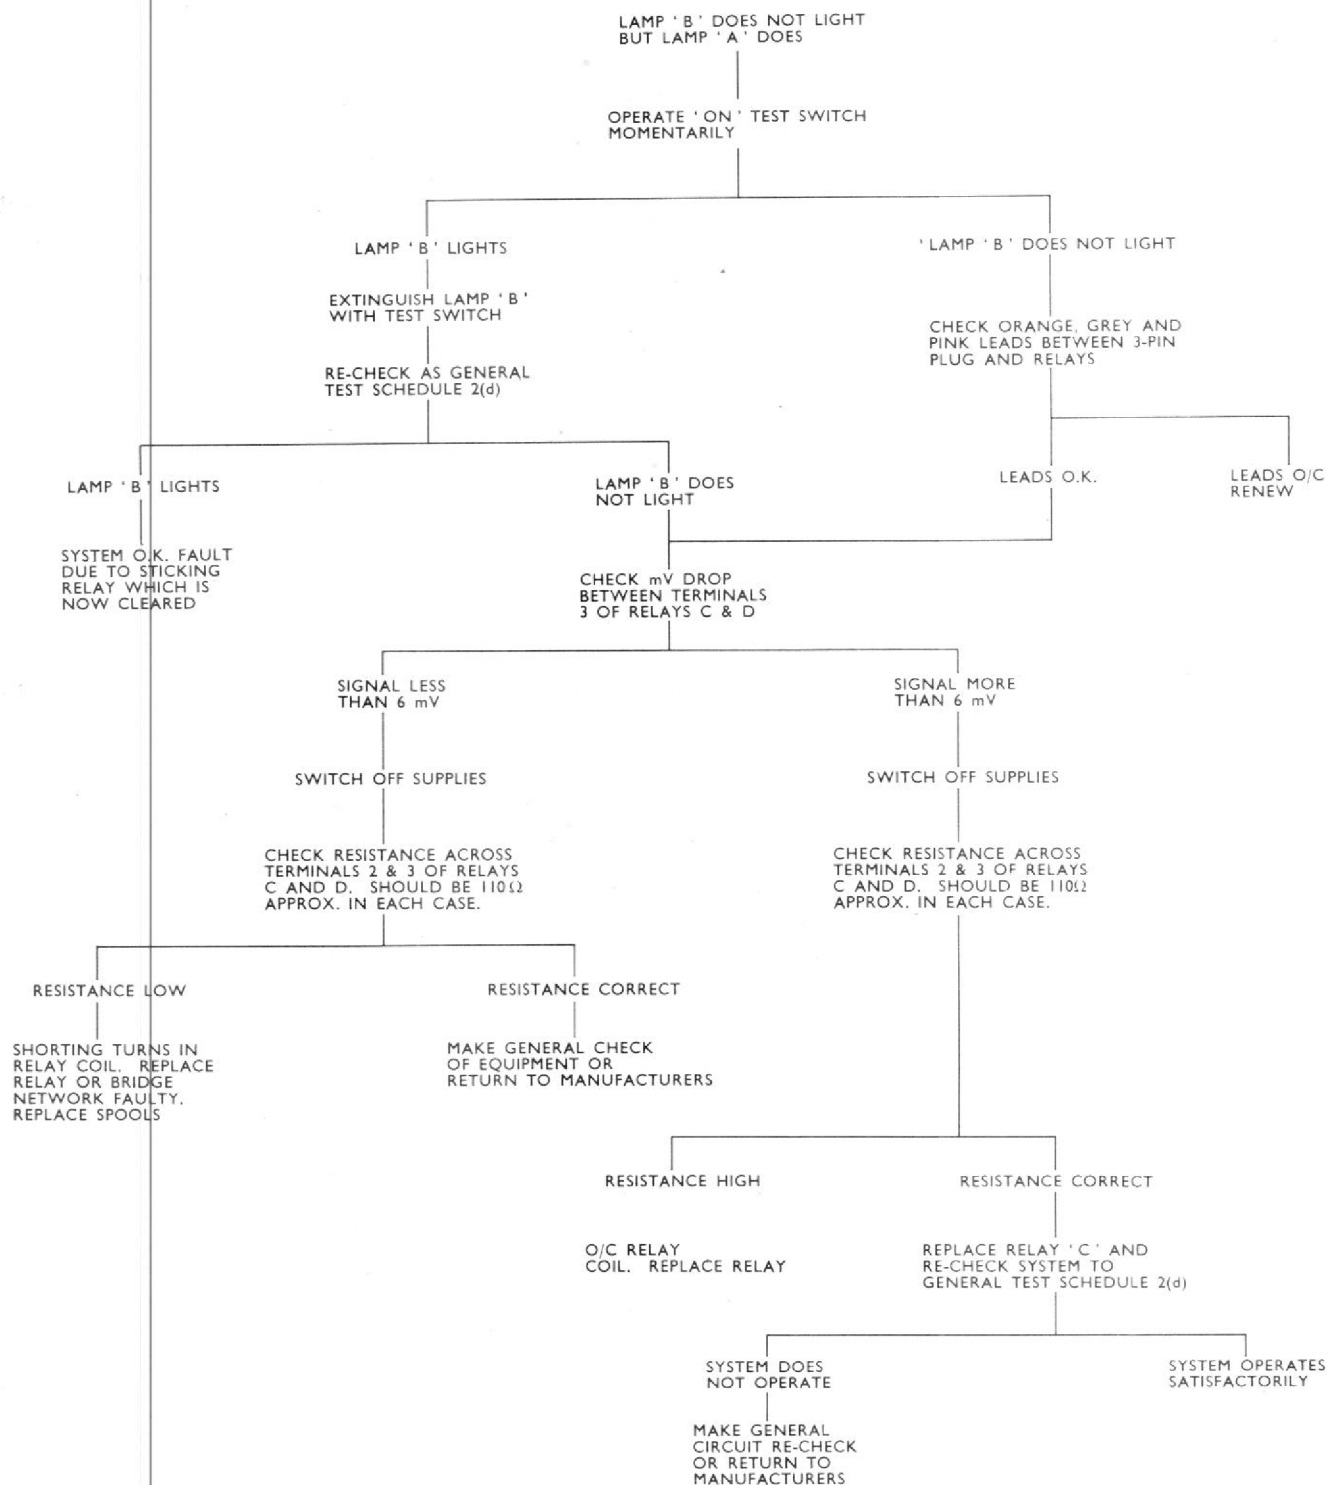 LAMP ‘B’ DOES NOT LIGHT
BUT LAMP ‘A’ DOES
OPERATE ‘ON’ TEST SWITCH
MOMENTARILY
LAMP ‘B’ LIGHTS
‘LAMP ‘B’ DOES NOT LIGHT
EXTINGUISH LAMP ‘B’
WITH TEST SWITCH
CHECK ORANGE, GREY AND
PINK LEADS BETWEEN 3-PIN
PLUG AND RELAYS
RE-CHECK AS GENERAL
TEST SCHEDULE 2(d)
LAMP ‘B’ LIGHTS
LAMP ‘B’ DOES
NOT LIGHT
LEADS O.K.
LEADS O/C
RENEW
SYSTEM O.K. FAULT
DUE TO STICKING
RELAY WHICH IS
NOW CLEARED
CHECK mV DROP
BETWEEN TERMINALS
3 OF RELAYS C & D
SIGNAL LESS
THAN 6 mV
SIGNAL MORE
THAN 6 mV
SWITCH OFF SUPPLIES
SWITCH OFF SUPPLIES
CHECK RESISTANCE ACROSS
TERMINALS 2 & 3 OF RELAYS
C AND D. SHOULD BE 110Ω
APPROX. IN EACH CASE.
CHECK RESISTANCE ACROSS
TERMINALS 2 & 3 OF RELAYS
C AND D. SHOULD BE 110Ω
APPROX. IN EACH CASE.
RESISTANCE LOW
RESISTANCE CORRECT
SHORTING TURNS IN
RELAY COIL. REPLACE
RELAY OR BRIDGE
NETWORK FAULTY.
REPLACE SPOOLS
MAKE GENERAL CHECK
OF EQUIPMENT OR
RETURN TO MANUFACTURERS
RESISTANCE HIGH
RESISTANCE CORRECT
O/C RELAY
COIL. REPLACE RELAY
REPLACE RELAY ‘C’ AND
RE-CHECK SYSTEM TO
GENERAL TEST SCHEDULE 2(d)
SYSTEM DOES
NOT OPERATE
SYSTEM OPERATES
SATISFACTORILY
MAKE GENERAL
CIRCUIT RE-CHECK
OR RETURN TO
MANUFACTURERS